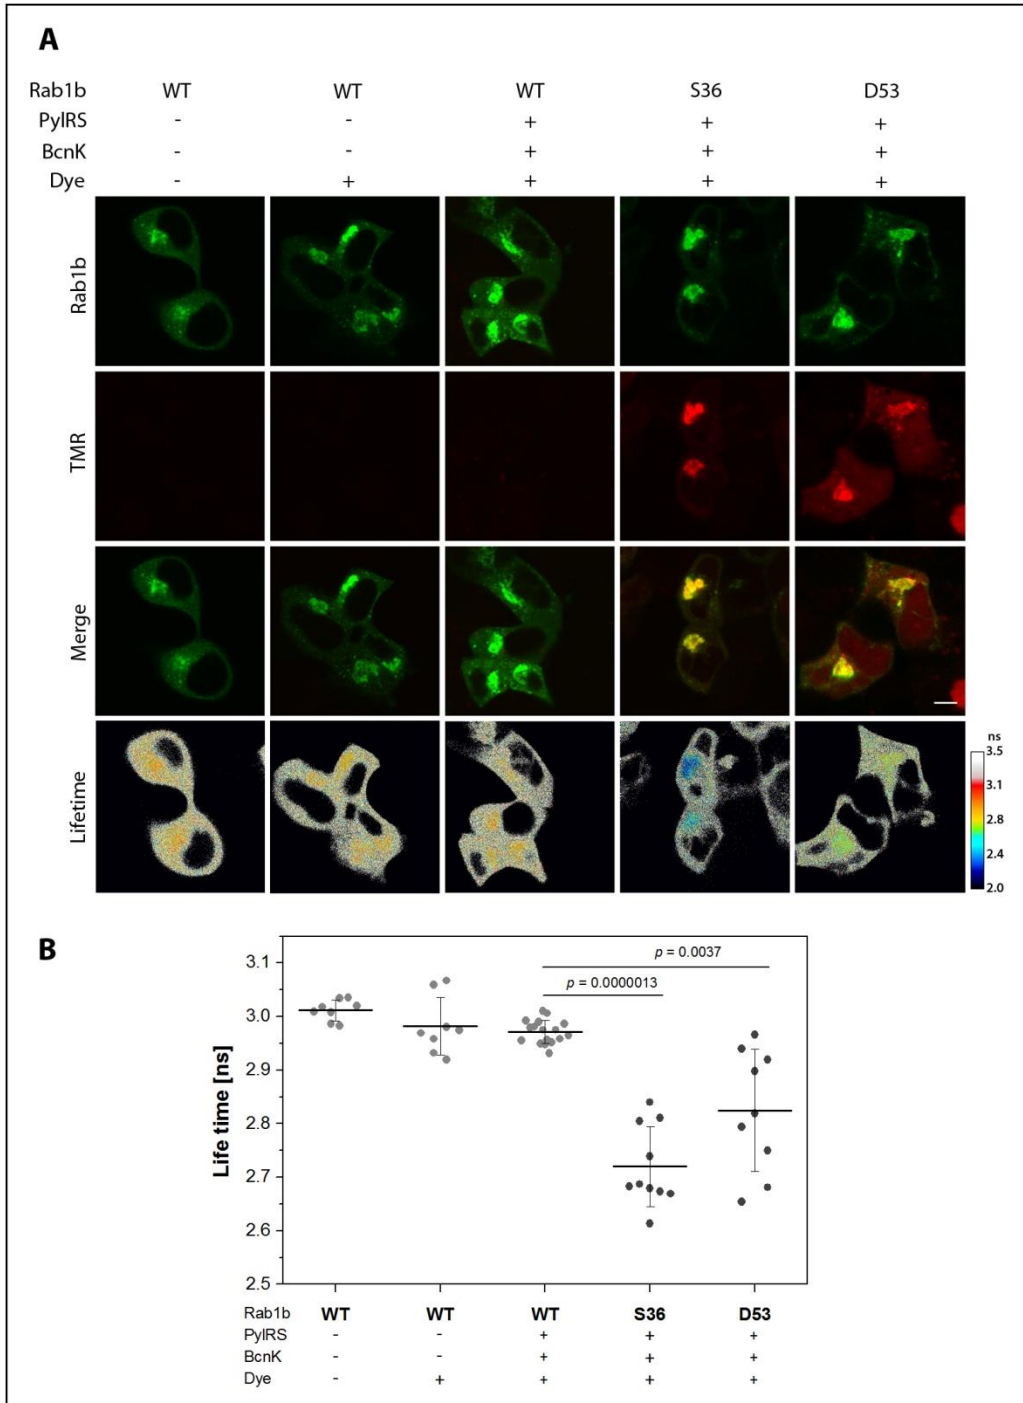 A
Rab1b WT WT WT S36 D53
PylRS - - + + +
BcnK - - + + +
Dye - + + + +
Rab1b
TMR
Merge
Lifetime
ns
3.5
3.1
2.8
2.4
2.0
B
Life time [ns]
3.1
3.0
2.9
2.8
2.7
2.6
2.5
p = 0.0037
p = 0.0000013
Rab1b WT WT WT S36 D53
PylRS - - + + +
BcnK - - + + +
Dye - + + + +